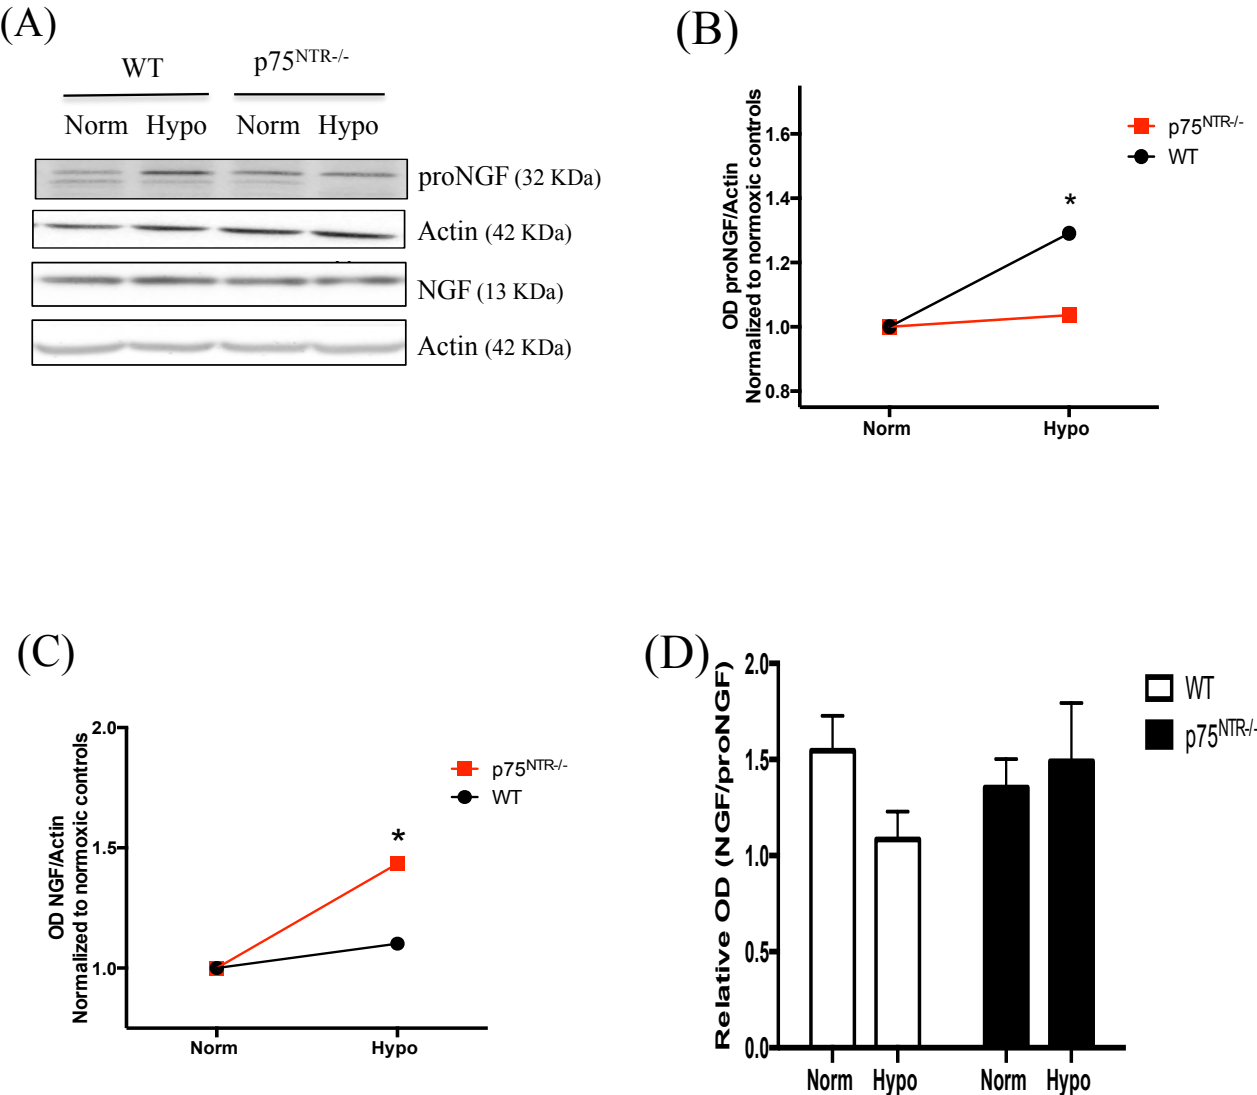 (A)
WT p75NTR-/-
Norm Hypo Norm Hypo
proNGF (32 KDa)
Actin (42 KDa)
NGF (13 KDa)
Actin (42 KDa)
(B)
OD proNGF/Actin
Normalized to normoxic controls
1.6
1.4
1.2
1.0
0.8
*
Norm Hypo
p75NTR-/-
WT
(C)
OD NGF/Actin
Normalized to normoxic controls
2.0
1.5
1.0
*
Norm Hypo
p75NTR-/-
WT
(D)
Relative OD (NGF/proNGF)
2.0
1.5
1.0
0.5
0.0
Norm Hypo Norm Hypo
WT
p75NTR-/-